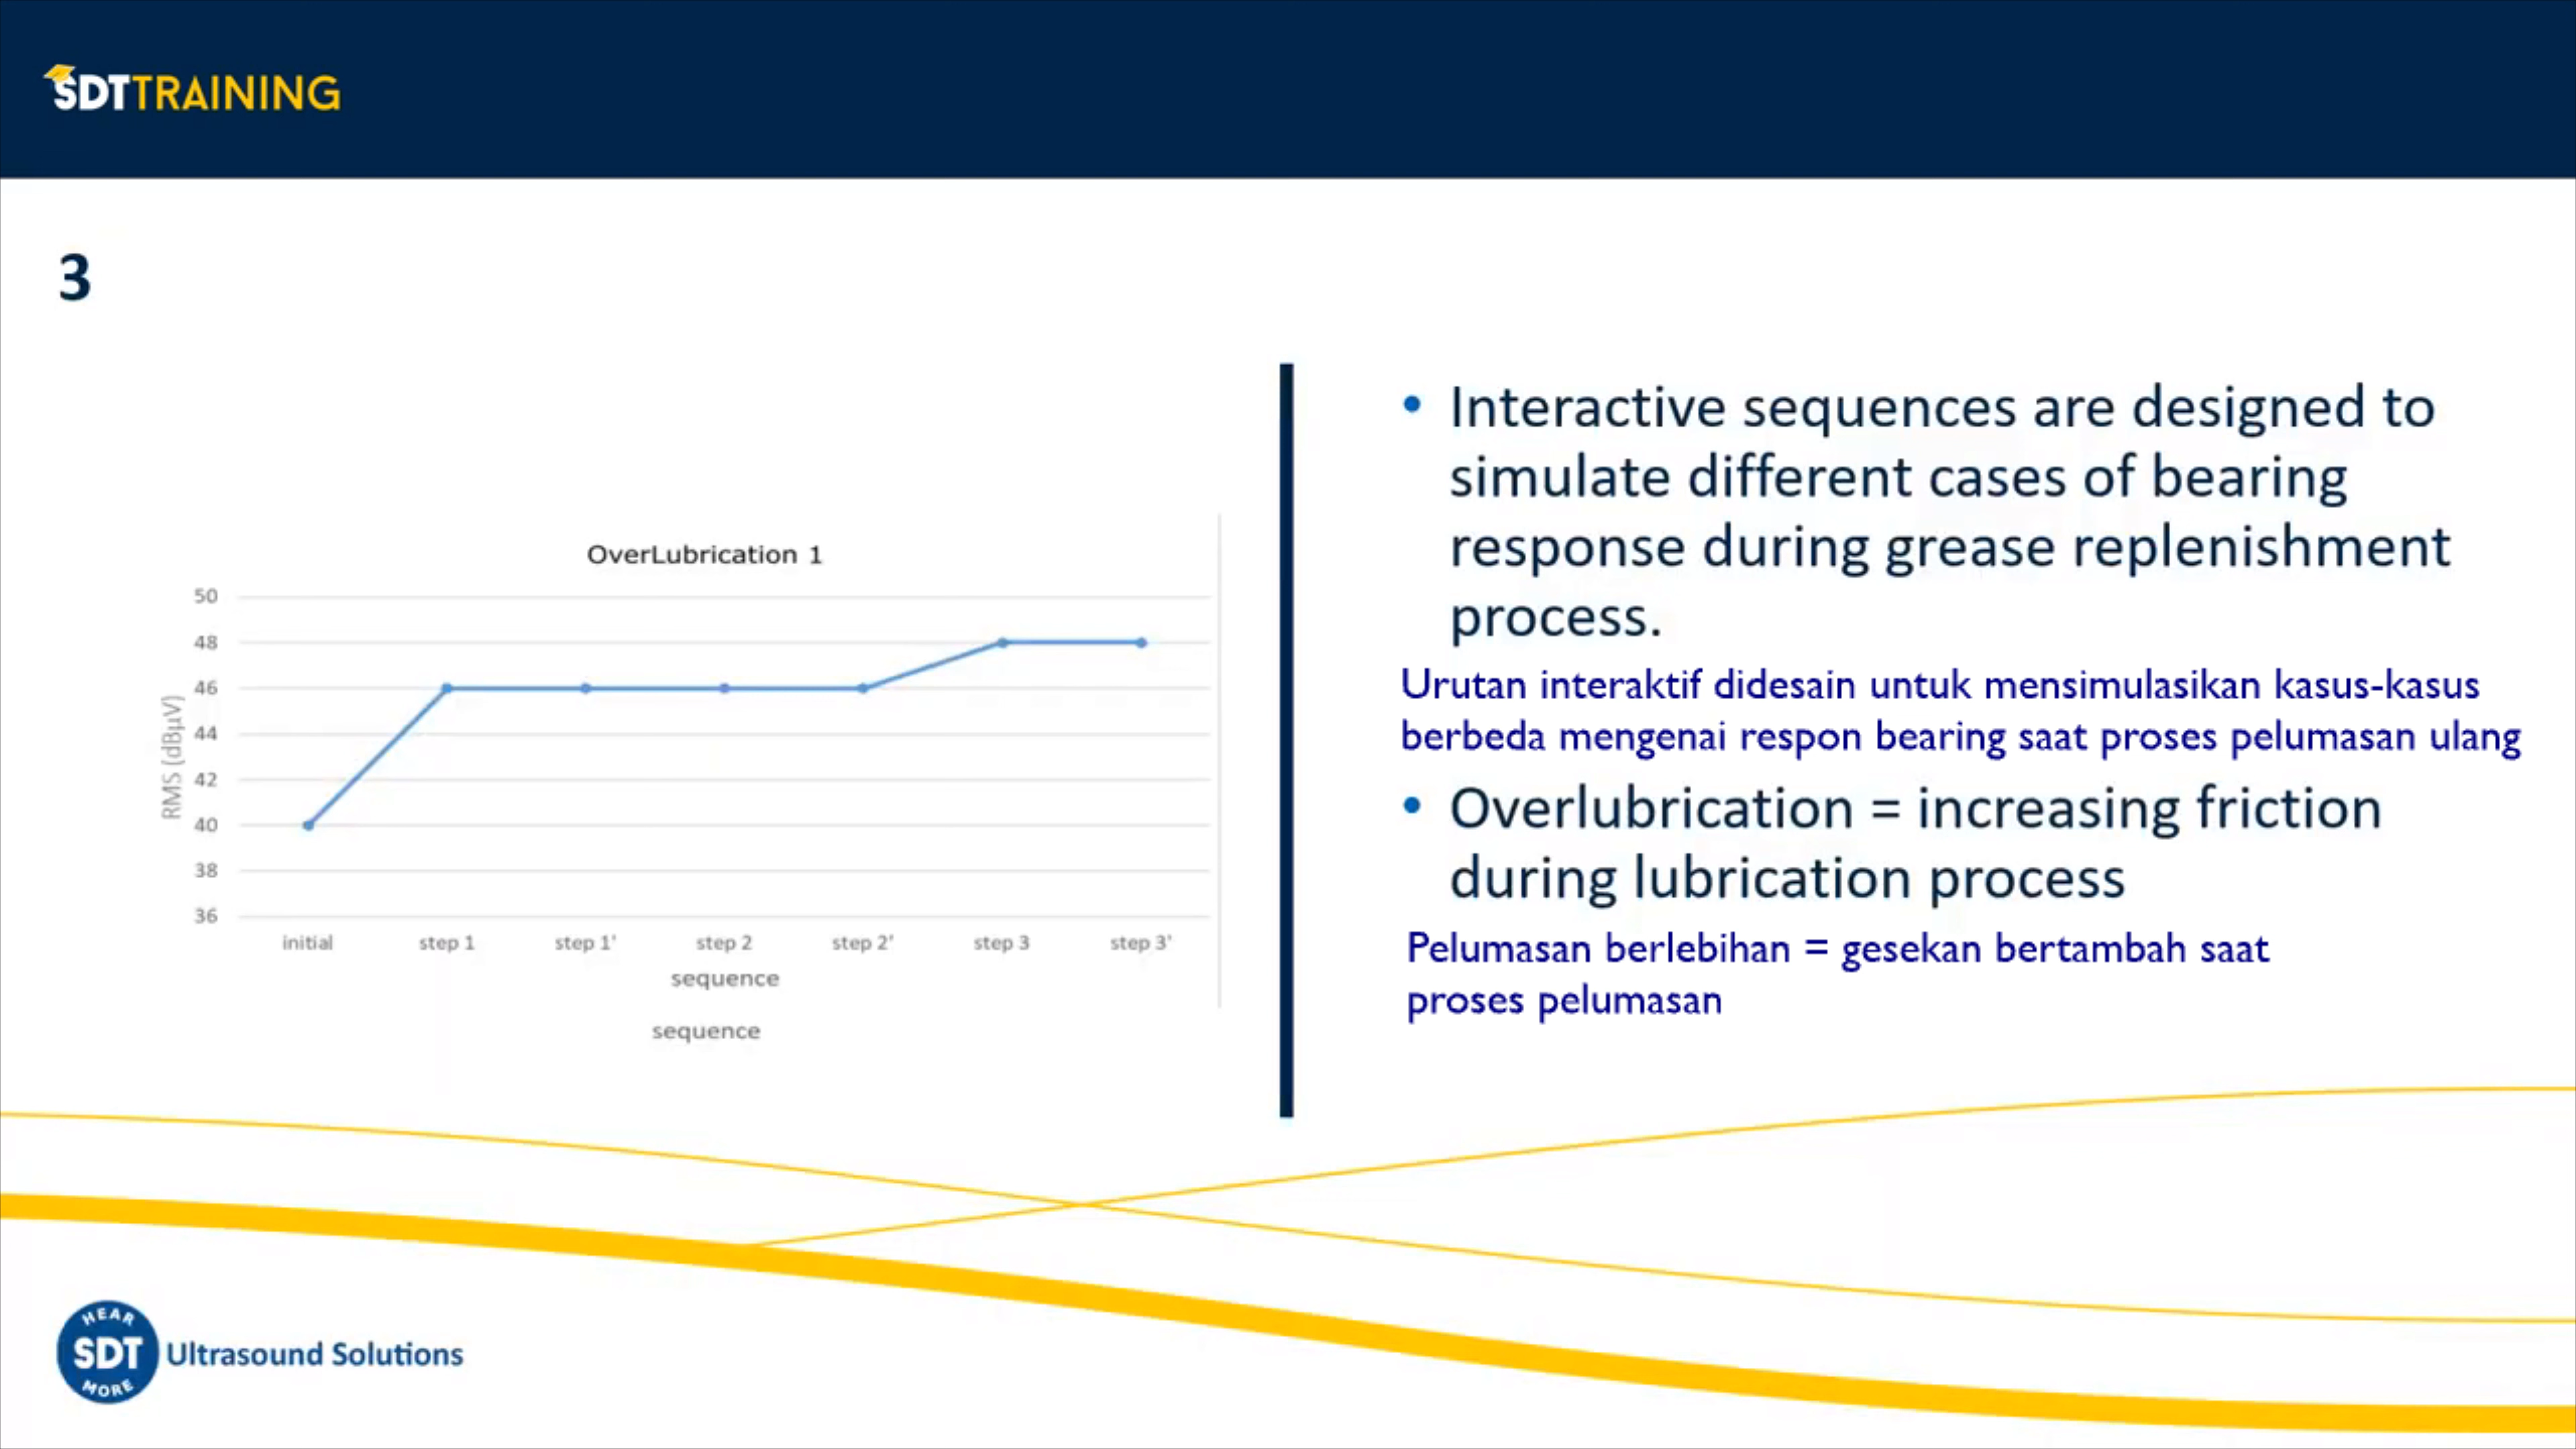 SDTTRAINING
3
OverLubrication 1
50
48
46
44
42
40
38
36
RMS (dBµV)
initial step 1 step 1' step 2 step 2' step 3 step 3'
sequence
sequence
• Interactive sequences are designed to
simulate different cases of bearing
response during grease replenishment
process.
Urutan interaktif didesain untuk mensimulasikan kasus-kasus
berbeda mengenai respon bearing saat proses pelumasan ulang
• Overlubrication = increasing friction
during lubrication process
Pelumasan berlebihan = gesekan bertambah saat
proses pelumasan
HEAR
SDT
MORE
Ultrasound Solutions